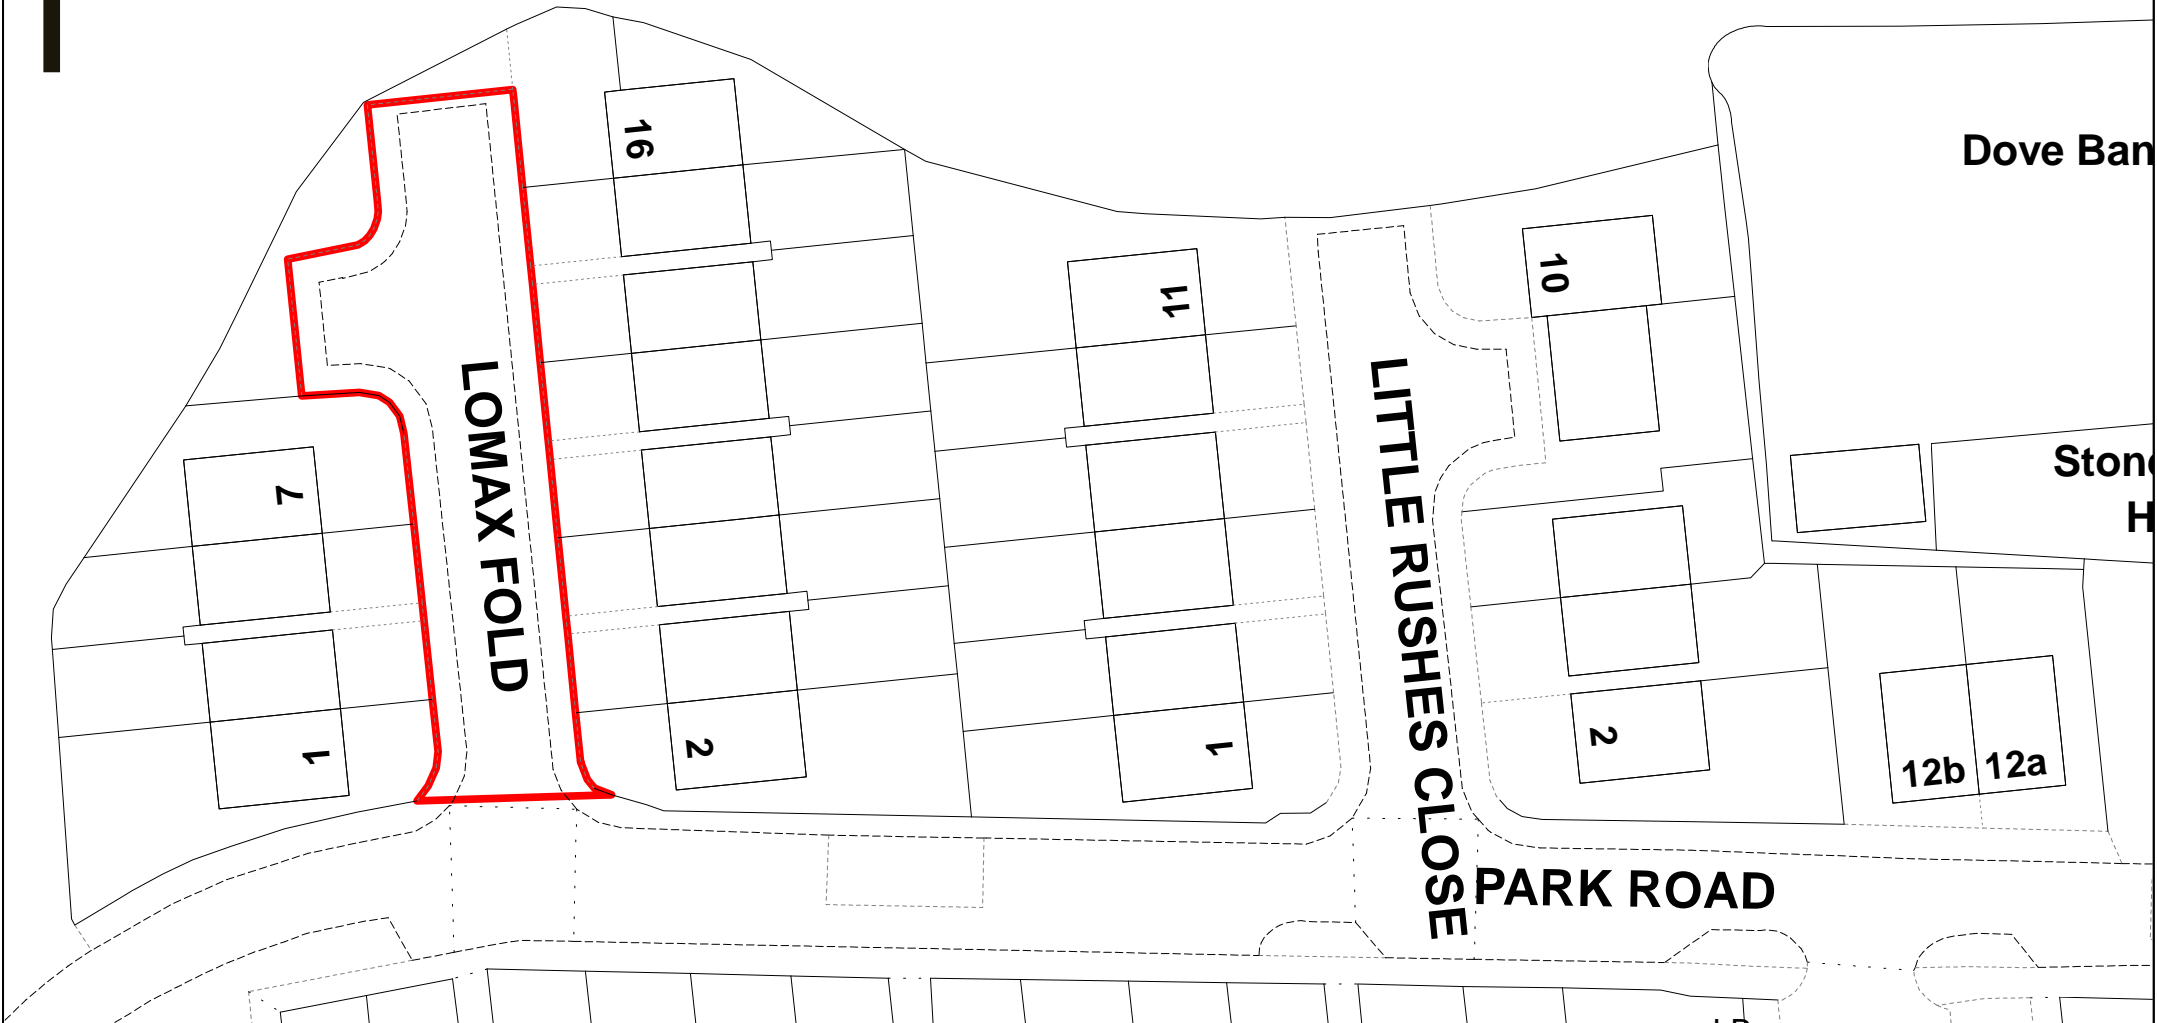 16
Dove Ban
11
10
LOMAX FOLD
LITTLE RUSHES CLOSE
7
Stone
H
1
2
1
2
12b
12a
PARK ROAD